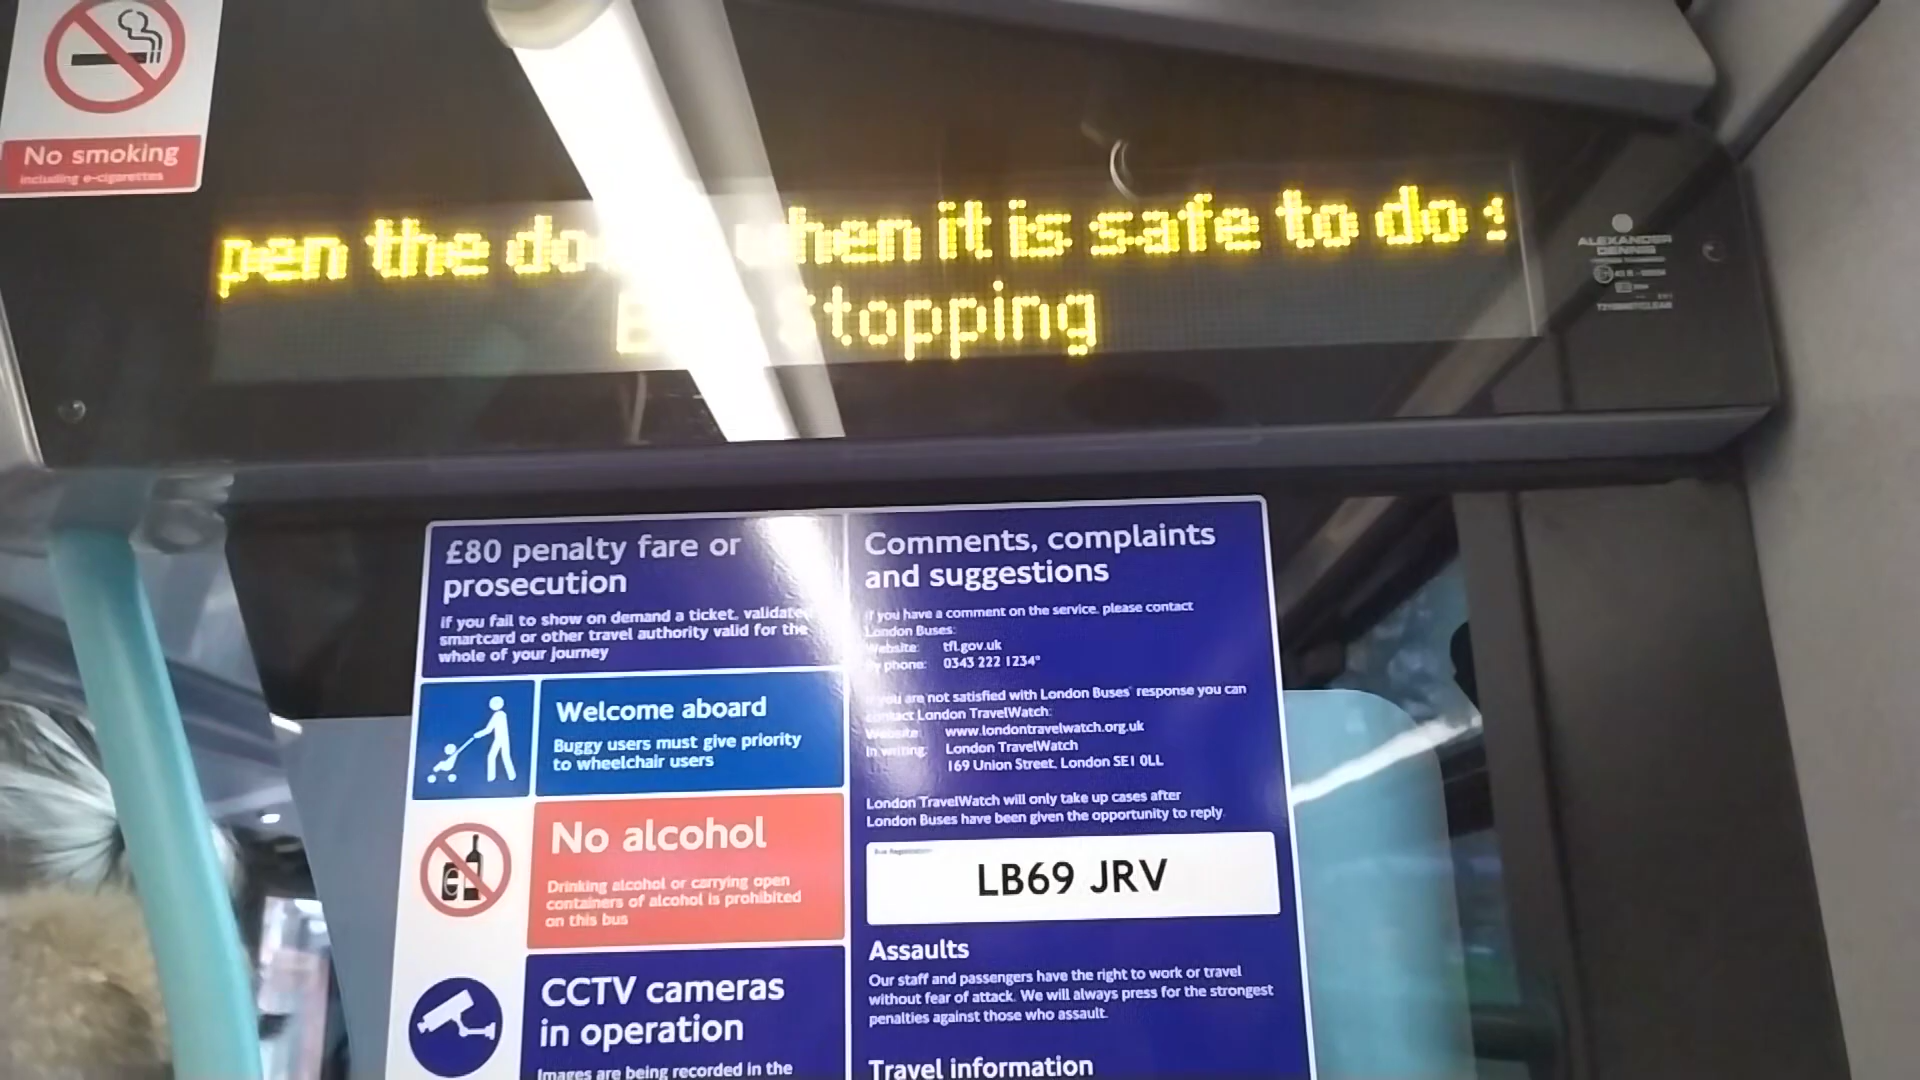 No smoking
including e-cigarettes
pen the do hen it is safe to do s
topping
ALEXANDER
DENNIS
£80 penalty fare or
prosecution
If you fail to show on demand a ticket, validated
smartcard or other travel authority valid for the
whole of your journey
Welcome aboard
Buggy users must give priority
to wheelchair users
No alcohol
Drinking alcohol or carrying open
containers of alcohol is prohibited
on this bus
CCTV cameras
in operation
Images are being recorded in the
Comments, complaints
and suggestions
If you have a comment on the service, please contact
London Buses:
Website: tfl.gov.uk
By phone: 0343 222 1234*
If you are not satisfied with London Buses' response you can
contact London TravelWatch:
Website: www.londontravelwatch.org.uk
In writing: London TravelWatch
169 Union Street, London SE1 0LL
London TravelWatch will only take up cases after
London Buses have been given the opportunity to reply
Bus Registration:
LB69 JRV
Assaults
Our staff and passengers have the right to work or travel
without fear of attack. We will always press for the strongest
penalties against those who assault.
Travel information